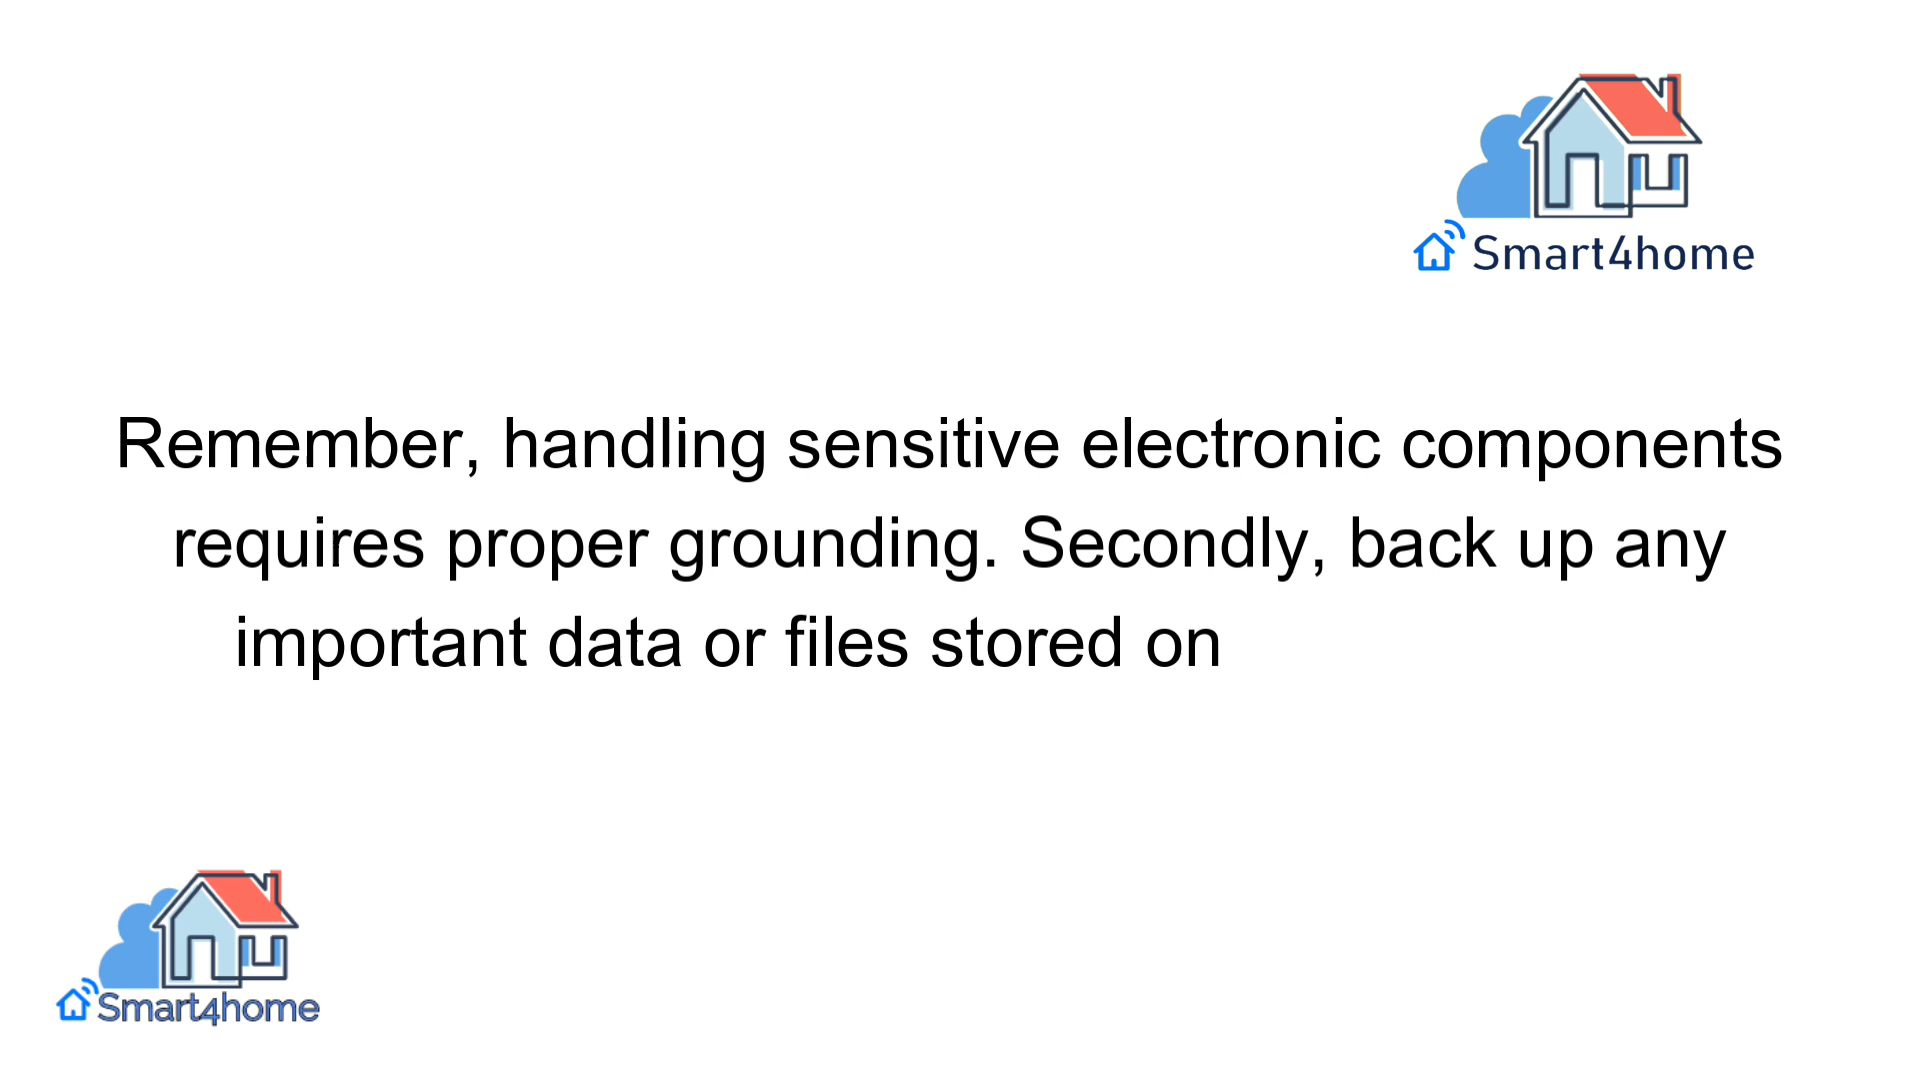 Smart4home
Remember, handling sensitive electronic components
requires proper grounding. Secondly, back up any
important data or files stored on
Smart4home